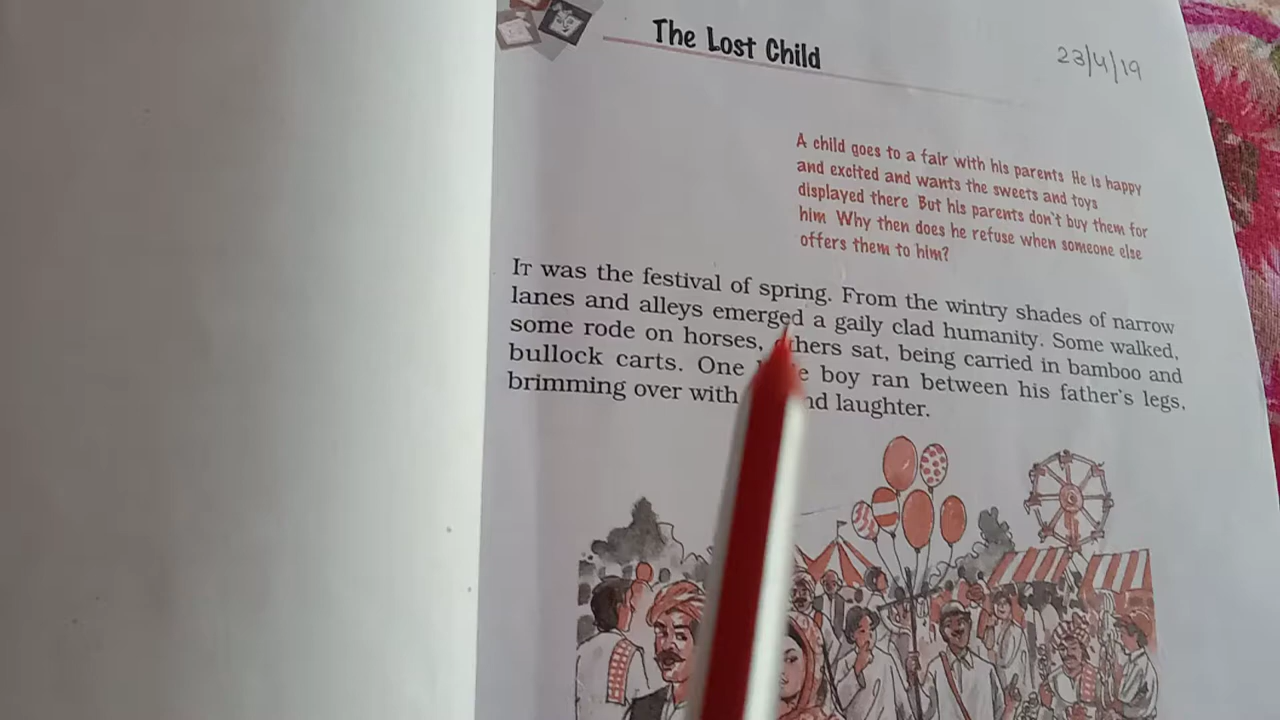 The Lost Child
23/4/19
A child goes to a fair with his parents He is happy
and excited and wants the sweets and toys
displayed there But his parents don't buy them for
him Why then does he refuse when someone else
offers them to him?
IT was the festival of spring. From the wintry shades of narrow
lanes and alleys emerged a gaily clad humanity. Some walked,
some rode on horses, others sat, being carried in bamboo and
bullock carts. One boy ran between his father's legs,
brimming over with laughter.